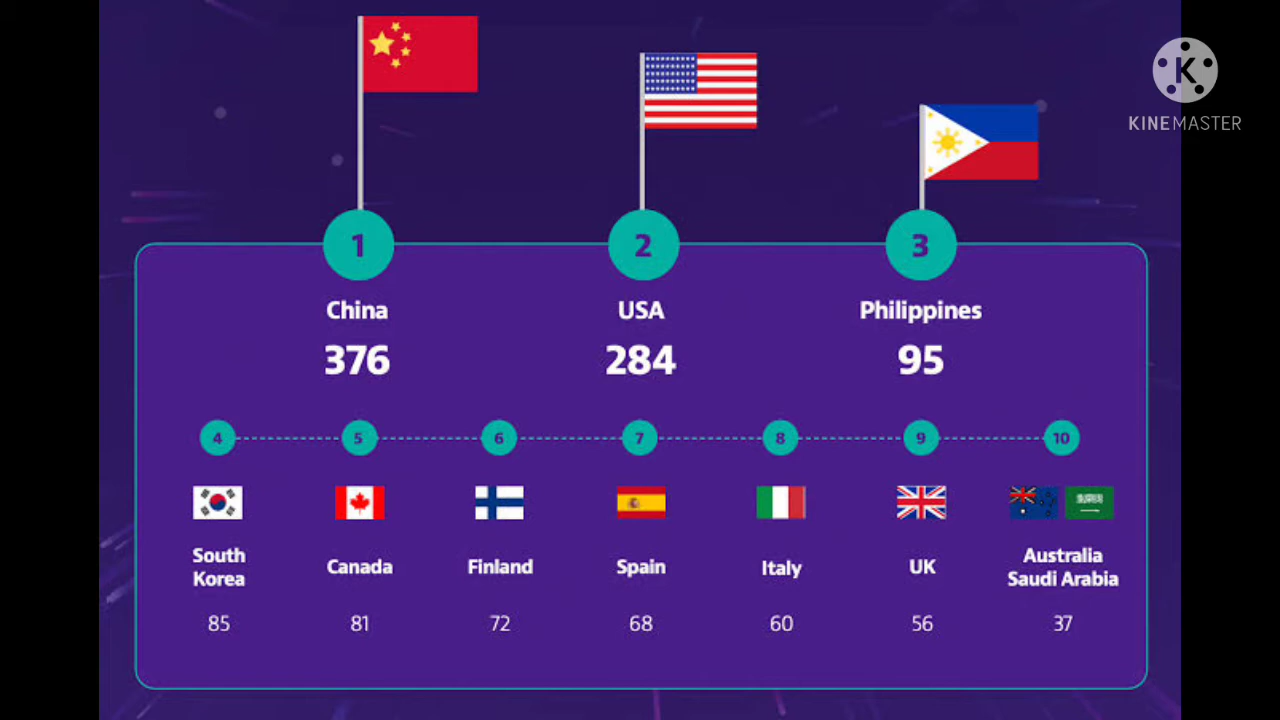 K
KINEMASTER
1
2
3
China
USA
Philippines
376
284
95
4
5
6
7
8
9
10
South
Korea
Canada
Finland
Spain
Italy
UK
Australia
Saudi Arabia
85
81
72
68
60
56
37